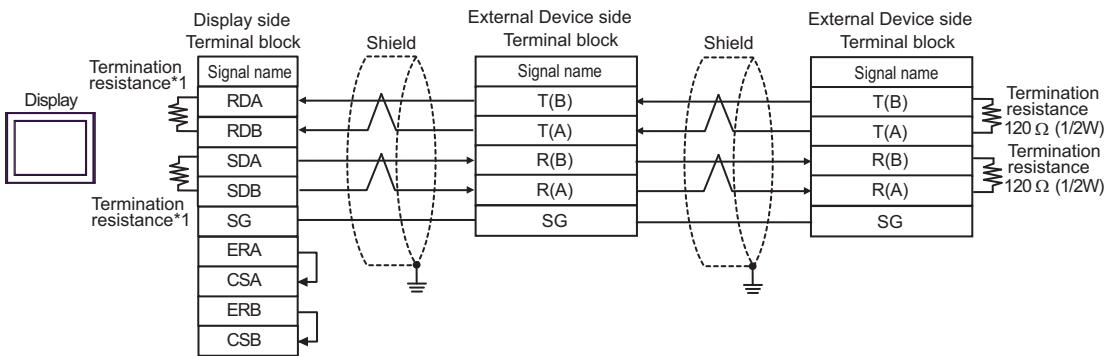 Display side
Terminal block
External Device side
Terminal block
External Device side
Terminal block
Shield
Shield
Termination
resistance*1
Display
Termination
resistance*1
Signal name
RDA
RDB
SDA
SDB
SG
ERA
CSA
ERB
CSB
Signal name
T(B)
T(A)
R(B)
R(A)
SG
Signal name
T(B)
T(A)
R(B)
R(A)
SG
Termination
resistance
120 Ω (1/2W)
Termination
resistance
120 Ω (1/2W)